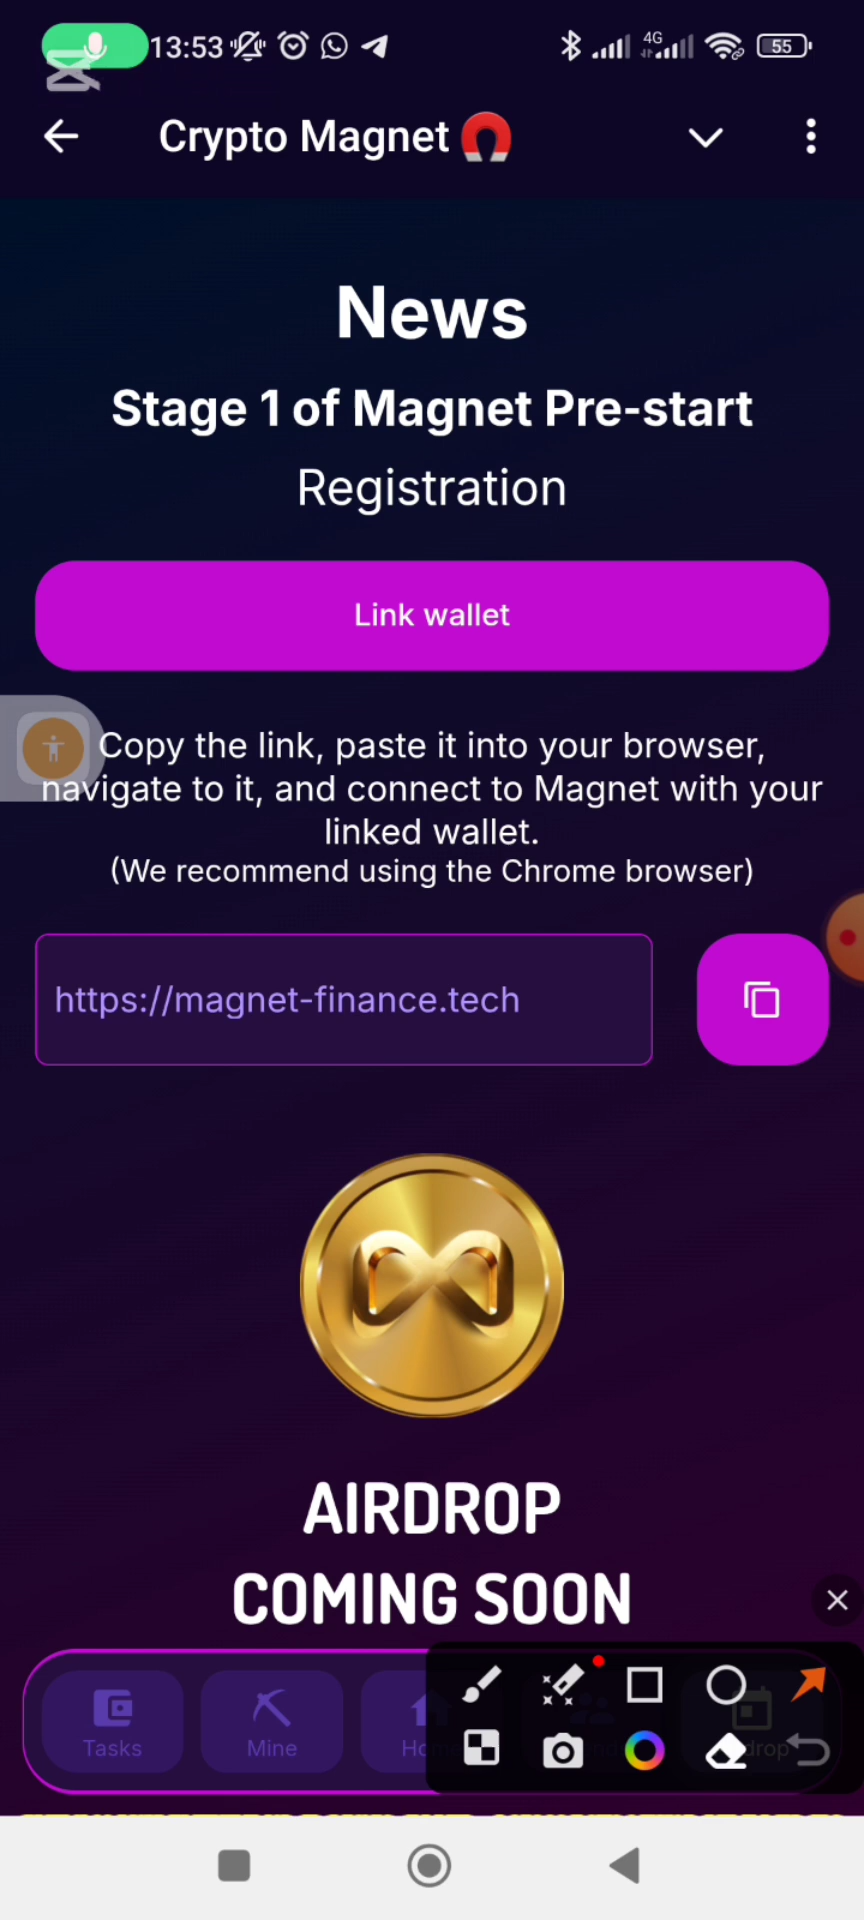 13:53
4G
55
Crypto Magnet
News
Stage 1 of Magnet Pre-start
Registration
Link wallet
Copy the link, paste it into your browser,
navigate to it, and connect to Magnet with your
linked wallet.
(We recommend using the Chrome browser)
https://magnet-finance.tech
AIRDROP
COMING SOON
Tasks
Mine